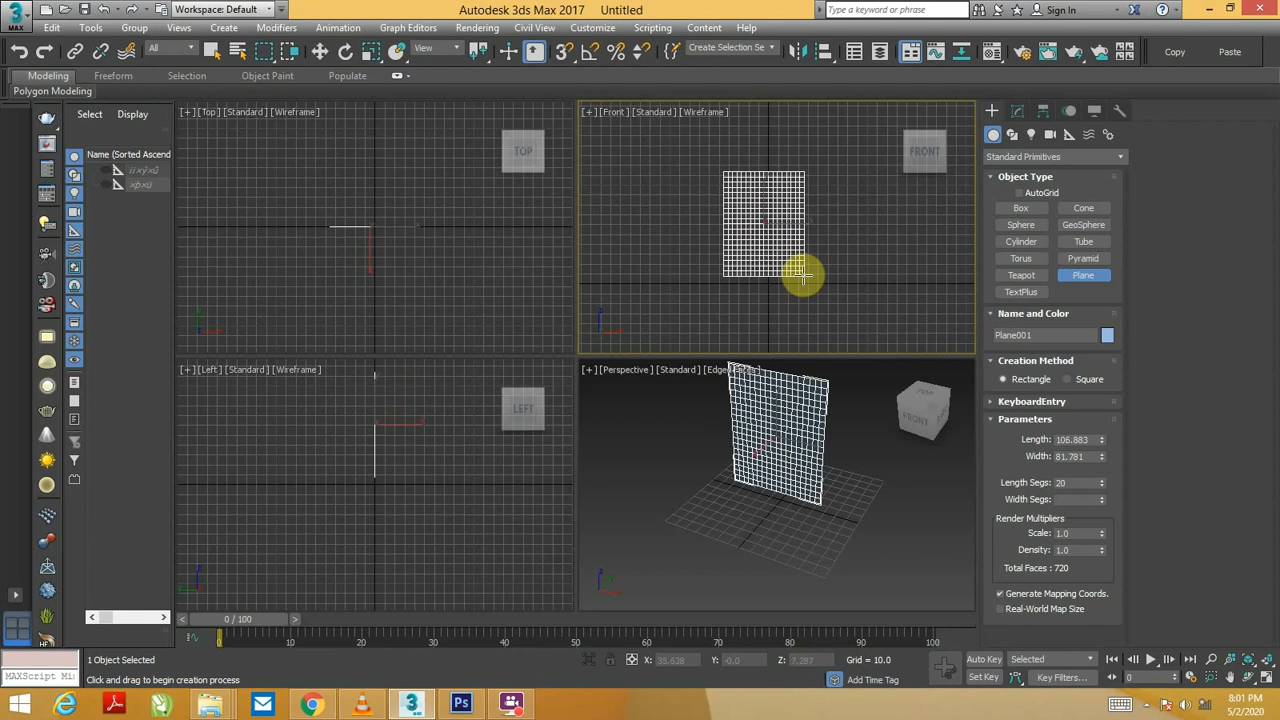 Workspace: Default
Autodesk 3ds Max 2017
Untitled
Type a keyword or phrase
Sign In
MAX
Edit
Tools
Group
Views
Create
Modifiers
Animation
Graph Editors
Rendering
Civil View
Customize
Scripting
Content
Help
All
View
Create Selection Se
Copy
Paste
Modeling
Freeform
Selection
Object Paint
Populate
Polygon Modeling
Select
Display
Name (Sorted Ascend
[+] [Top] [Standard] [Wireframe]
TOP
[+] [Front] [Standard] [Wireframe]
FRONT
Standard Primitives
Object Type
AutoGrid
Box
Cone
Sphere
GeoSphere
Cylinder
Tube
Torus
Pyramid
Teapot
Plane
TextPlus
Name and Color
Plane001
Creation Method
Rectangle
Square
KeyboardEntry
Parameters
Length: 106.883
Width: 81.781
Length Segs: 20
Width Segs:
Render Multipliers
Scale: 1.0
Density: 1.0
Total Faces: 720
Generate Mapping Coords.
Real-World Map Size
[+] [Left] [Standard] [Wireframe]
LEFT
[+] [Perspective] [Standard] [Edge
TOP
FRONT
0 / 100
0
10
20
30
40
50
60
70
80
90
100
1 Object Selected
Click and drag to begin creation process
MAXScript Mi
X: 35.628
Y: -0.0
Z: 7.287
Grid = 10.0
Add Time Tag
Auto Key
Selected
Set Key
Key Filters...
0
8:01 PM
5/2/2020